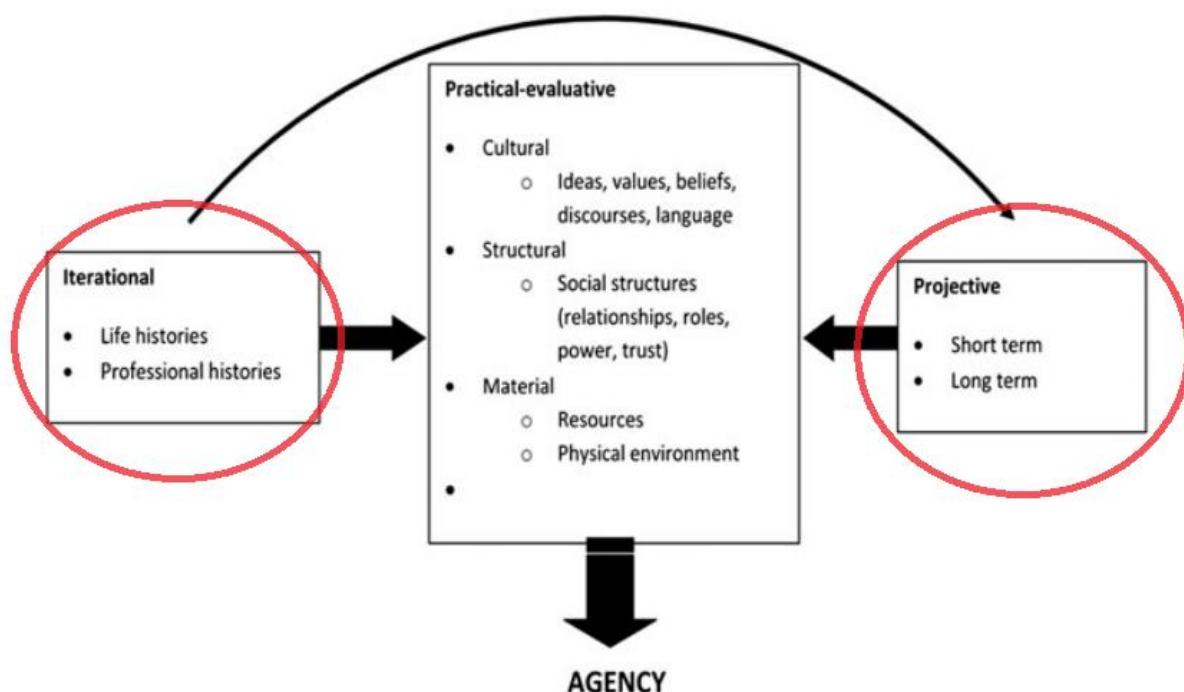 Practical-evaluative
• Cultural
o Ideas, values, beliefs,
discourses, language
• Structural
o Social structures
(relationships, roles,
power, trust)
• Material
o Resources
o Physical environment
•
Iterational
• Life histories
• Professional histories
Projective
• Short term
• Long term
AGENCY